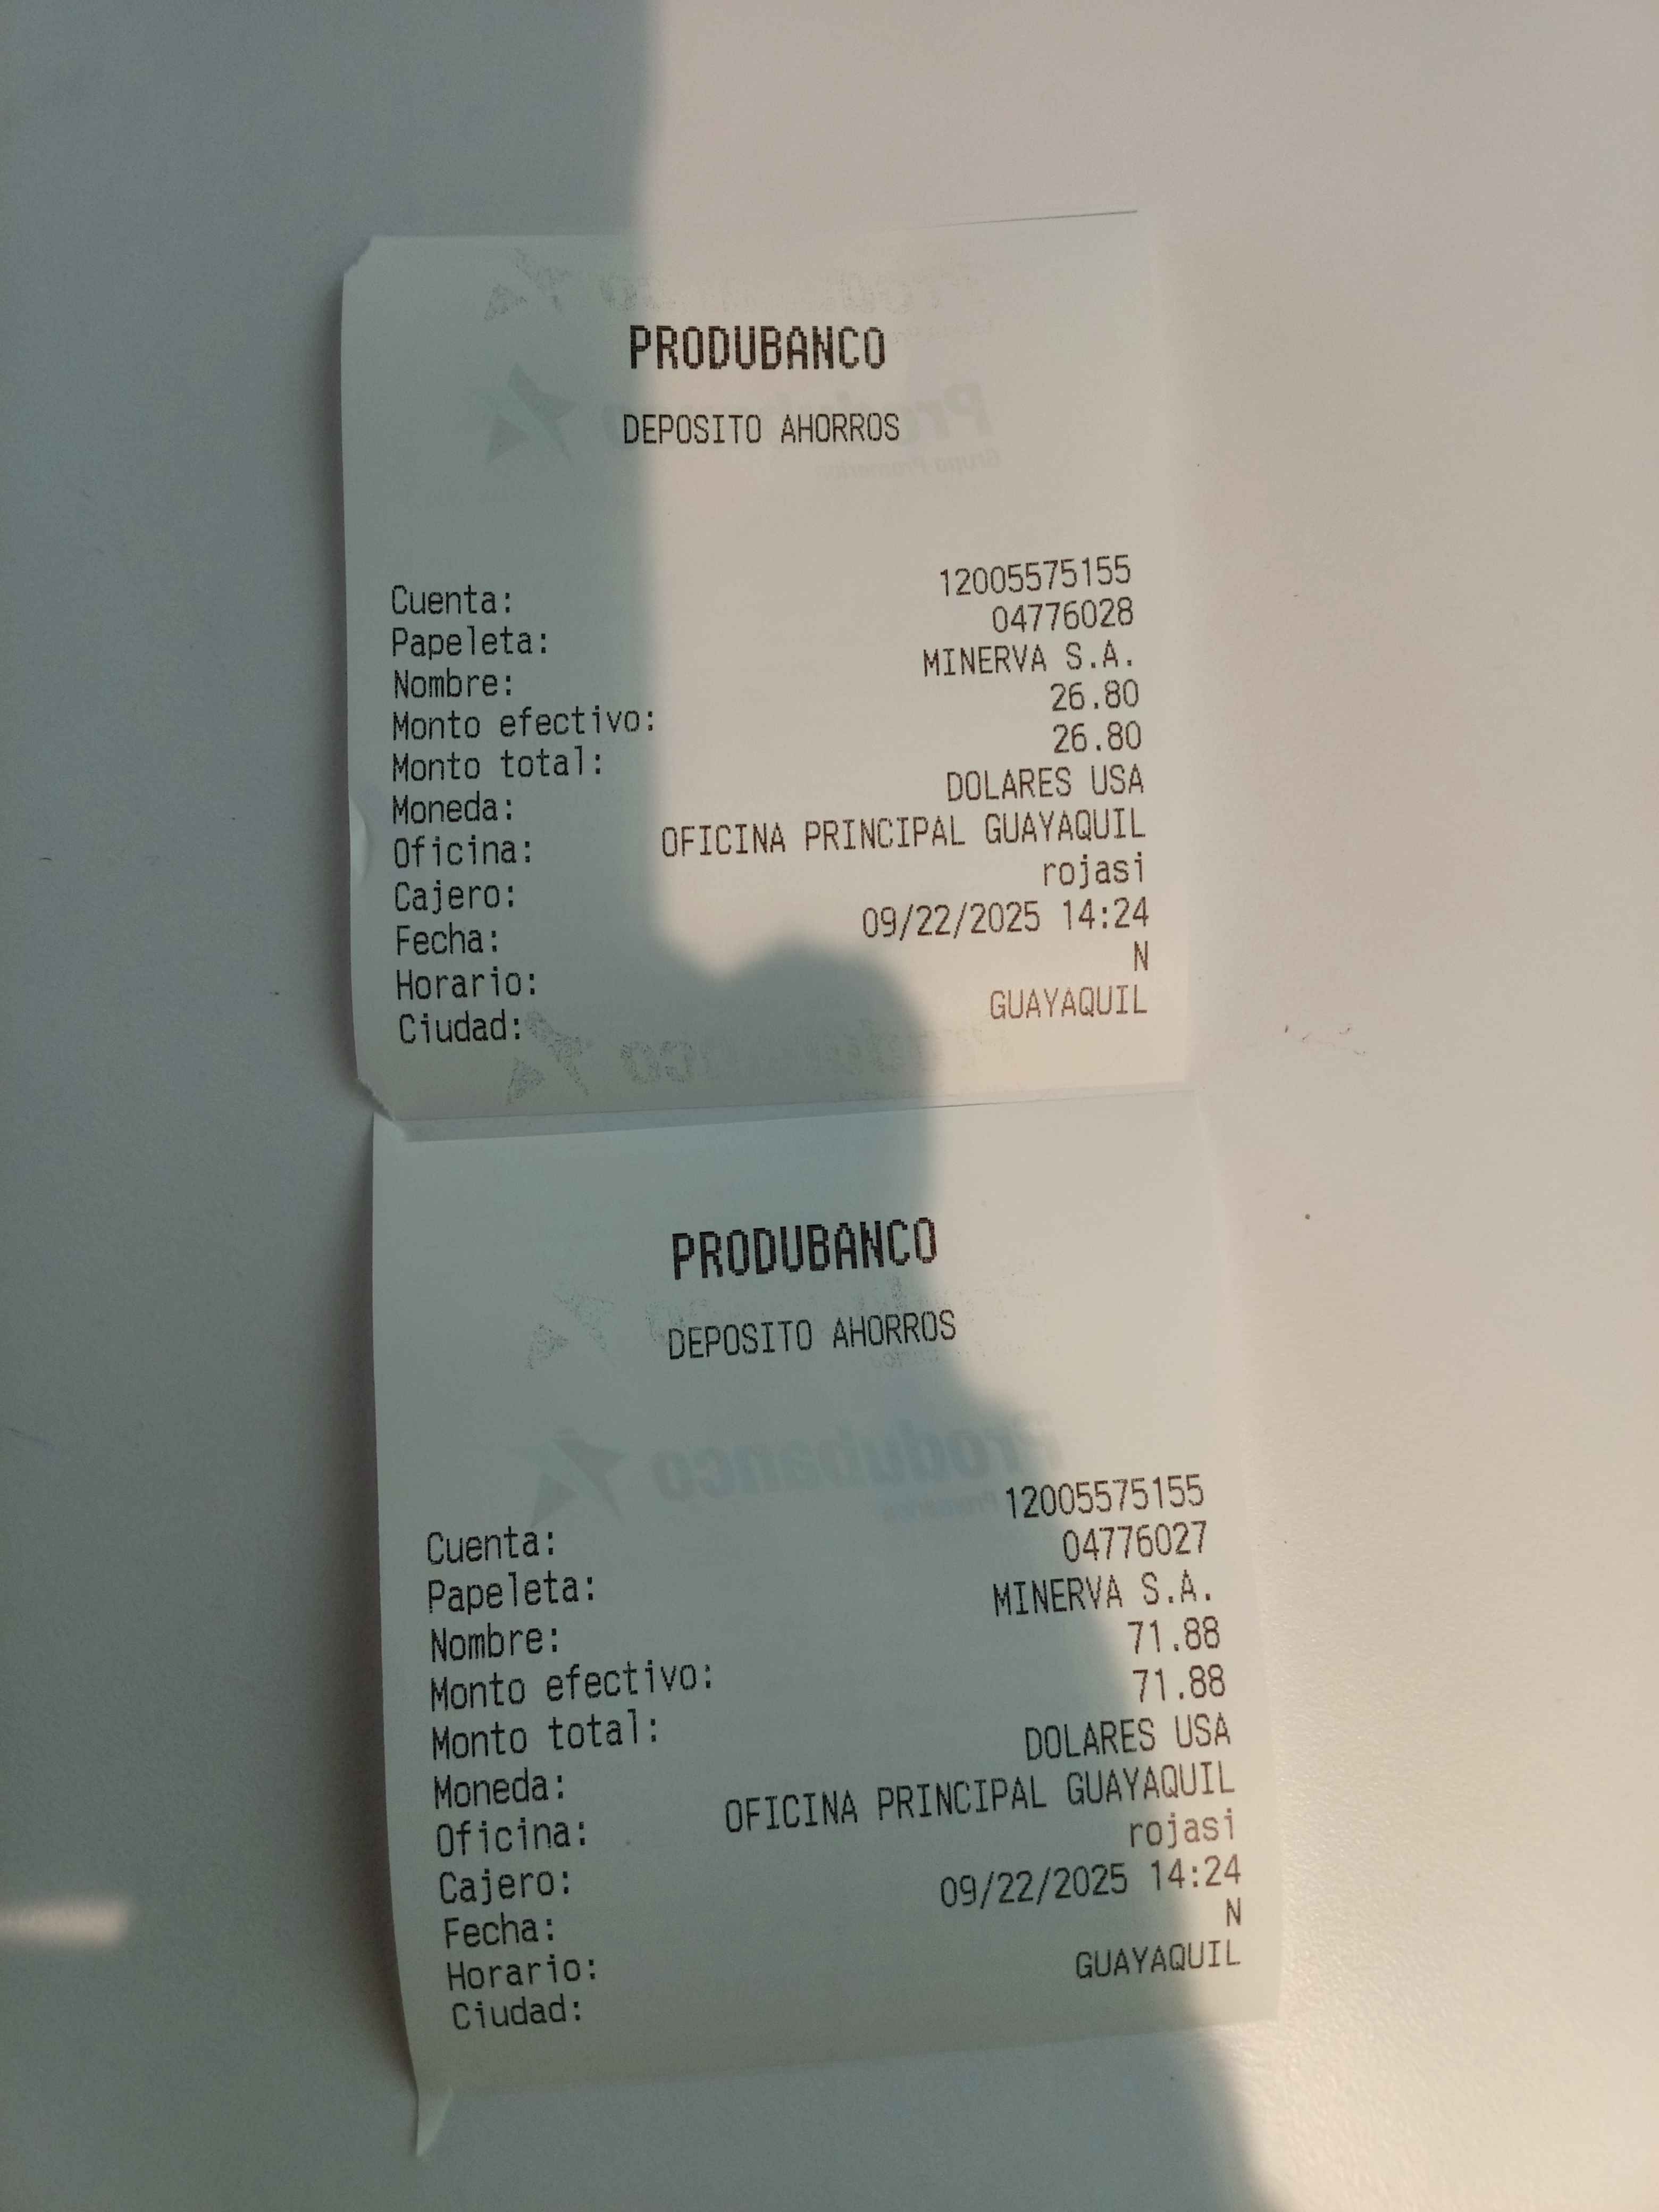 PRODUBANCO
DEPOSITO AHORROS
Cuenta: 12005575155
Papeleta: 04776028
Nombre: MINERVA S.A.
Monto efectivo: 26.80
Monto total: 26.80
Moneda: DOLARES USA
Oficina: OFICINA PRINCIPAL GUAYAQUIL
Cajero: rojasi
Fecha: 09/22/2025 14:24
Horario: N
Ciudad: GUAYAQUIL
PRODUBANCO
DEPOSITO AHORROS
Produbanco
Cuenta: 12005575155
Papeleta: 04776027
Nombre: MINERVA S.A.
Monto efectivo: 71.88
Monto total: 71.88
Moneda: DOLARES USA
Oficina: OFICINA PRINCIPAL GUAYAQUIL
Cajero: rojasi
Fecha: 09/22/2025 14:24
Horario: N
Ciudad: GUAYAQUIL